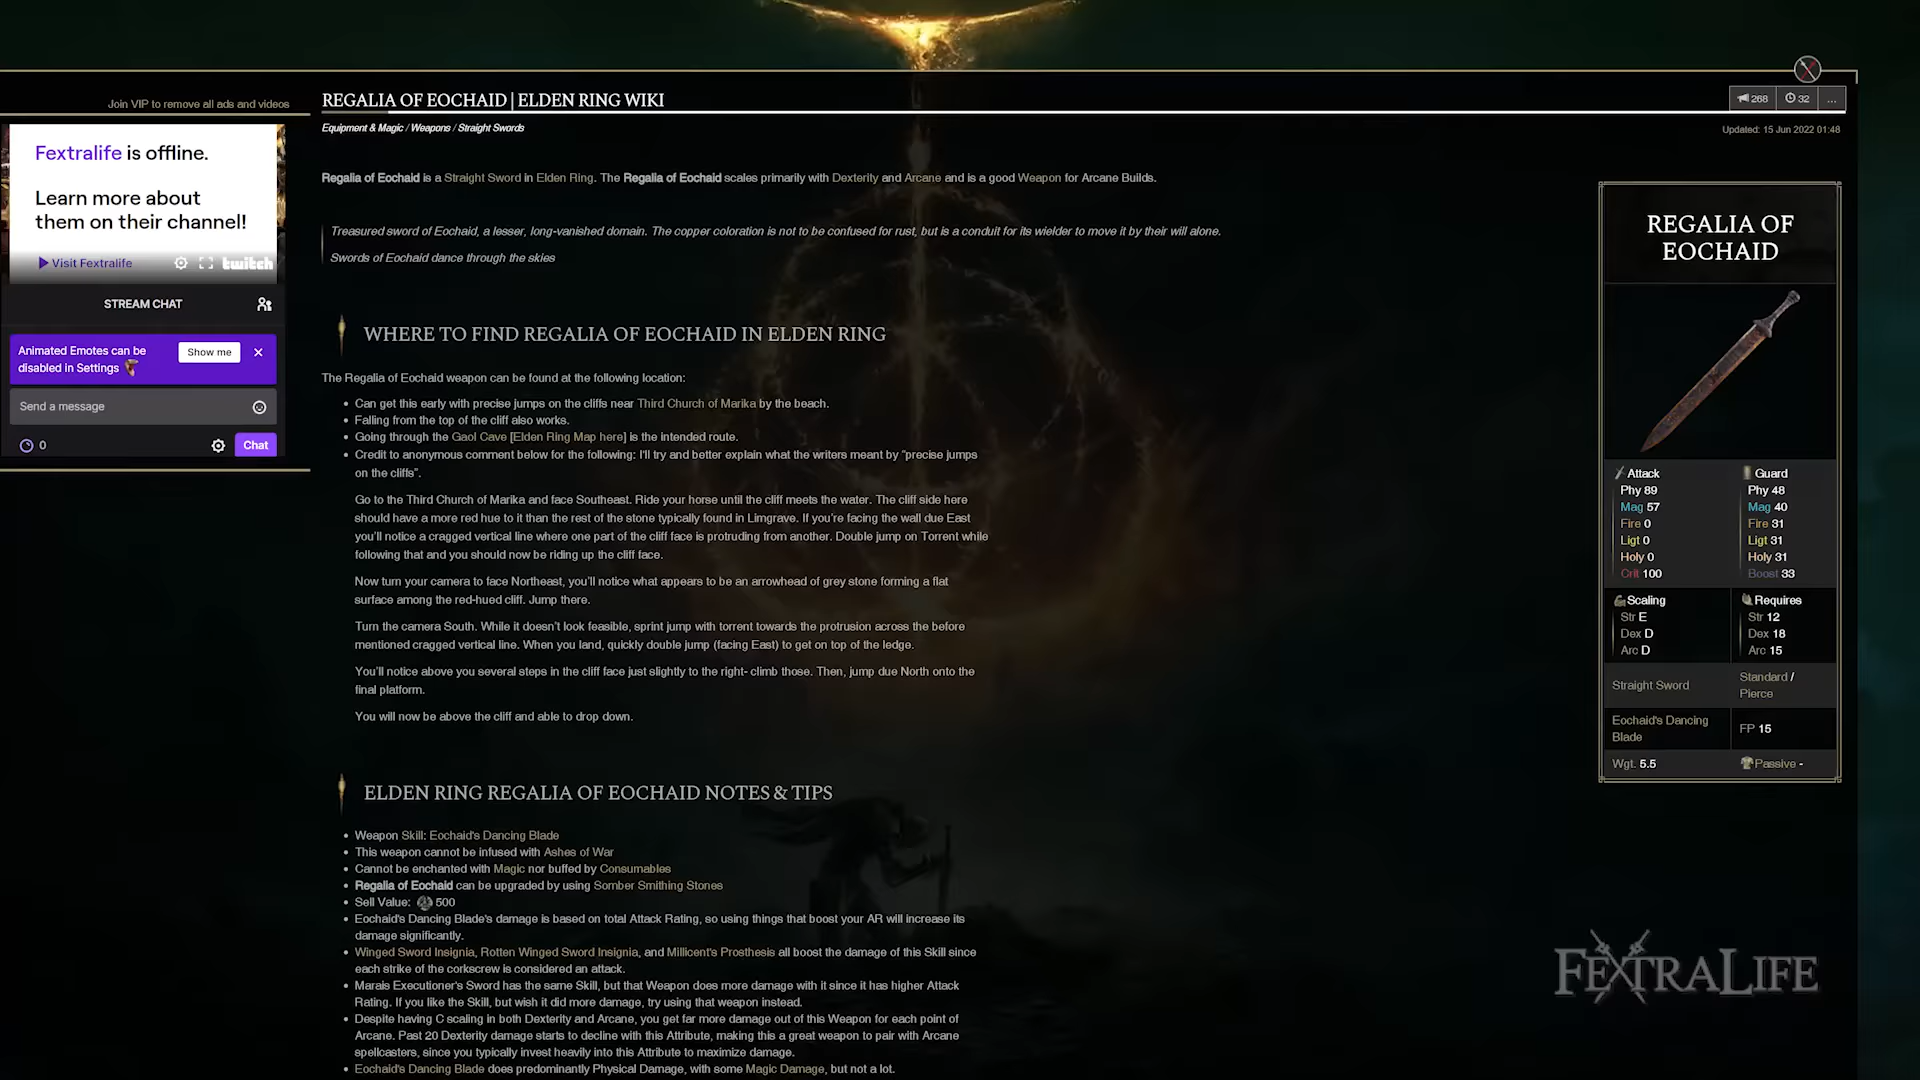 Join VIP to remove all ads and videos
Fextralife is offline.
Learn more about
them on their channel!
Visit Fextralife
twitch
STREAM CHAT
Animated Emotes can be
disabled in Settings
Show me
Send a message
0
Chat
REGALIA OF EOCHAID | ELDEN RING WIKI
268
32
...
Equipment & Magic / Weapons / Straight Swords
Updated: 15 Jun 2022 01:48
Regalia of Eochaid is a Straight Sword in Elden Ring. The Regalia of Eochaid scales primarily with Dexterity and Arcane and is a good Weapon for Arcane Builds.
Treasured sword of Eochaid, a lesser, long-vanished domain. The copper coloration is not to be confused for rust, but is a conduit for its wielder to move it by their will alone.
Swords of Eochaid dance through the skies
WHERE TO FIND REGALIA OF EOCHAID IN ELDEN RING
The Regalia of Eochaid weapon can be found at the following location:
• Can get this early with precise jumps on the cliffs near Third Church of Marika by the beach.
• Falling from the top of the cliff also works.
• Going through the Gaol Cave [Elden Ring Map here] is the intended route.
• Credit to anonymous comment below for the following: I'll try and better explain what the writers meant by "precise jumps
on the cliffs".
Go to the Third Church of Marika and face Southeast. Ride your horse until the cliff meets the water. The cliff side here
should have a more red hue to it than the rest of the stone typically found in Limgrave. If you're facing the wall due East
you'll notice a cragged vertical line where one part of the cliff face is protruding from another. Double jump on Torrent while
following that and you should now be riding up the cliff face.
Now turn your camera to face Northeast, you'll notice what appears to be an arrowhead of grey stone forming a flat
surface among the red-hued cliff. Jump there.
Turn the camera South. While it doesn't look feasible, sprint jump with torrent towards the protrusion across the before
mentioned cragged vertical line. When you land, quickly double jump (facing East) to get on top of the ledge.
You'll notice above you several steps in the cliff face just slightly to the right- climb those. Then, jump due North onto the
final platform.
You will now be above the cliff and able to drop down.
ELDEN RING REGALIA OF EOCHAID NOTES & TIPS
• Weapon Skill: Eochaid's Dancing Blade
• This weapon cannot be infused with Ashes of War
• Cannot be enchanted with Magic nor buffed by Consumables
• Regalia of Eochaid can be upgraded by using Somber Smithing Stones
• Sell Value: 500
• Eochaid's Dancing Blade's damage is based on total Attack Rating, so using things that boost your AR will increase its
damage significantly.
• Winged Sword Insignia, Rotten Winged Sword Insignia, and Millicent's Prosthesis all boost the damage of this Skill since
each strike of the corkscrew is considered an attack.
• Marais Executioner's Sword has the same Skill, but that Weapon does more damage with it since it has higher Attack
Rating. If you like the Skill, but wish it did more damage, try using that weapon instead.
• Despite having C scaling in both Dexterity and Arcane, you get far more damage out of this Weapon for each point of
Arcane. Past 20 Dexterity damage starts to decline with this Attribute, making this a great weapon to pair with Arcane
spellcasters, since you typically invest heavily into this Attribute to maximize damage.
• Eochaid's Dancing Blade does predominantly Physical Damage, with some Magic Damage, but not a lot.
REGALIA OF
EOCHAID
Attack Guard
Phy 89 Phy 48
Mag 57 Mag 40
Fire 0 Fire 31
Ligt 0 Ligt 31
Holy 0 Holy 31
Crit 100 Boost 33
Scaling Requires
Str E Str 12
Dex D Dex 18
Arc D Arc 15
Straight Sword
Standard /
Pierce
Eochaid's Dancing
Blade
FP 15
Wgt. 5.5 Passive -
FEXTRALIFE